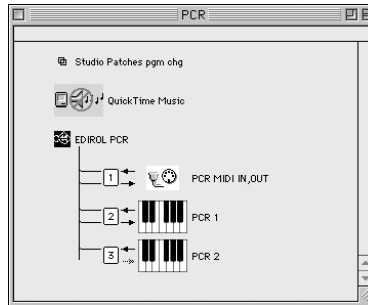 PCR
Studio Patches pgm chg
QuickTime Music
EDIROL PCR
1
PCR MIDI IN,OUT
2
PCR 1
3
PCR 2